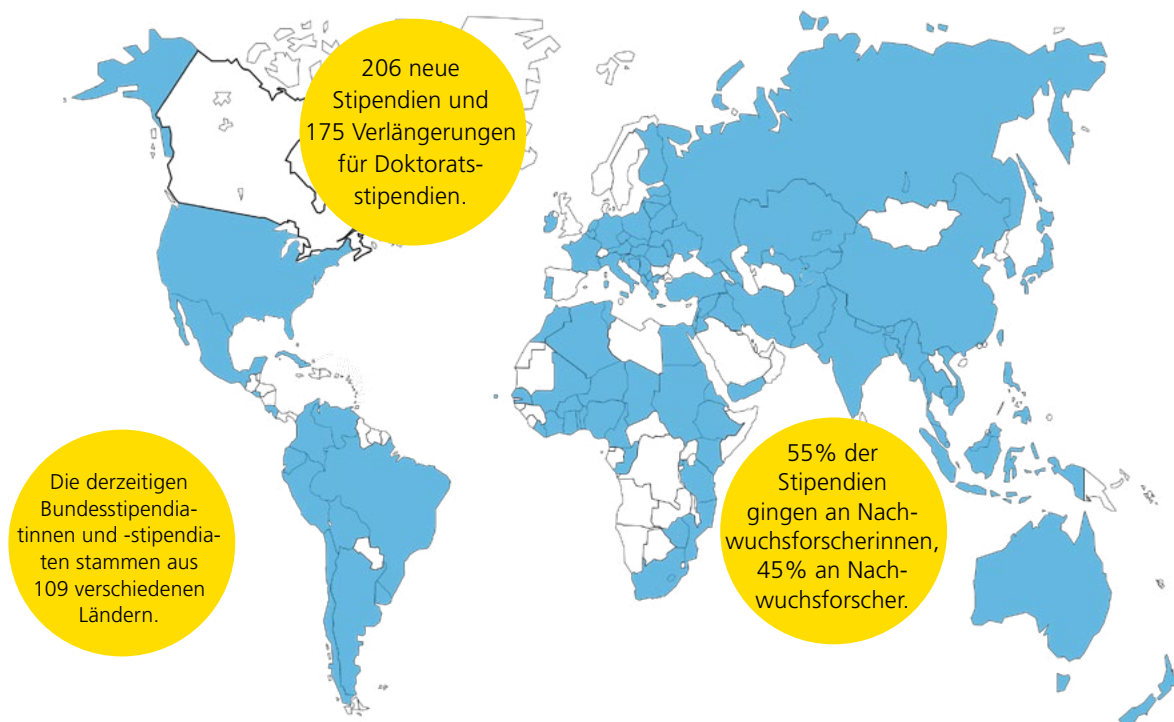 206 neue
Stipendien und
175 Verlängerungen
für Doktorats-
stipendien.
Die derzeitigen
Bundesstipendia-
tinnen und -stipendia-
ten stammen aus
109 verschiedenen
Ländern.
55% der
Stipendien
gingen an Nach-
wuchsforscherinnen,
45% an Nach-
wuchsforscher.